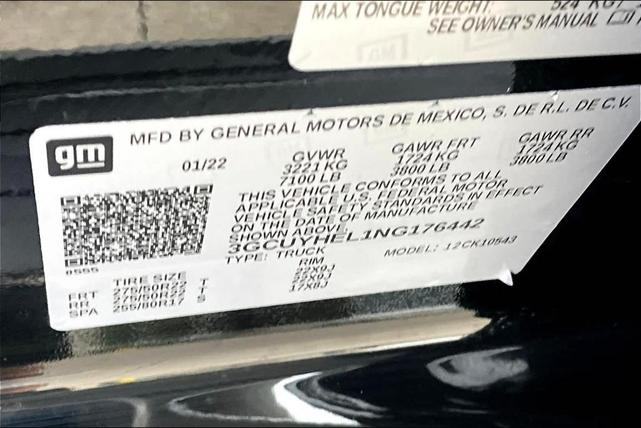 MAX TONGUE WEIGHT: 524 KG/
SEE OWNER'S MANUAL
gm
MFD BY GENERAL MOTORS DE MEXICO, S. DE R.L. DE C.V.
01/22 GVWR GAWR FRT GAWR RR
3221 KG 1724 KG 1724 KG
7100 LB 3800 LB 3800 LB
THIS VEHICLE CONFORMS TO ALL
APPLICABLE U.S. FEDERAL MOTOR
VEHICLE SAFETY STANDARDS IN EFFECT
ON THE DATE OF MANUFACTURE
SHOWN ABOVE.
3GCUYHEL1NG176442
TYPE: TRUCK MODEL: 12CK10543
0555
TIRE SIZE RIM
FRT 275/50R22 T 22X9J
RR 275/50R22 T 22X9J
SPA 255/80R17 S 17X8J